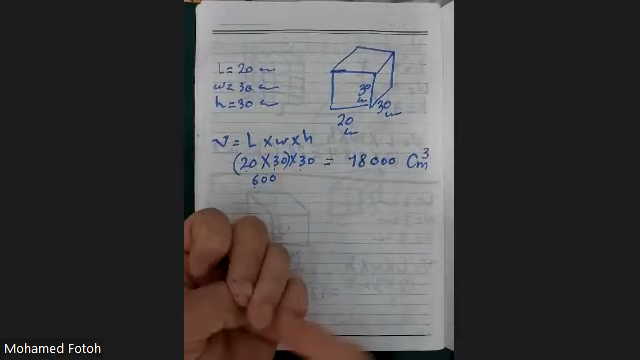 L = 20 cm
w = 30 cm
h = 30 cm
30
cm
30
cm
20
cm
V = L x w x h
(20 x 30) x 30 = 18000 Cm³
600
Mohamed Fotoh